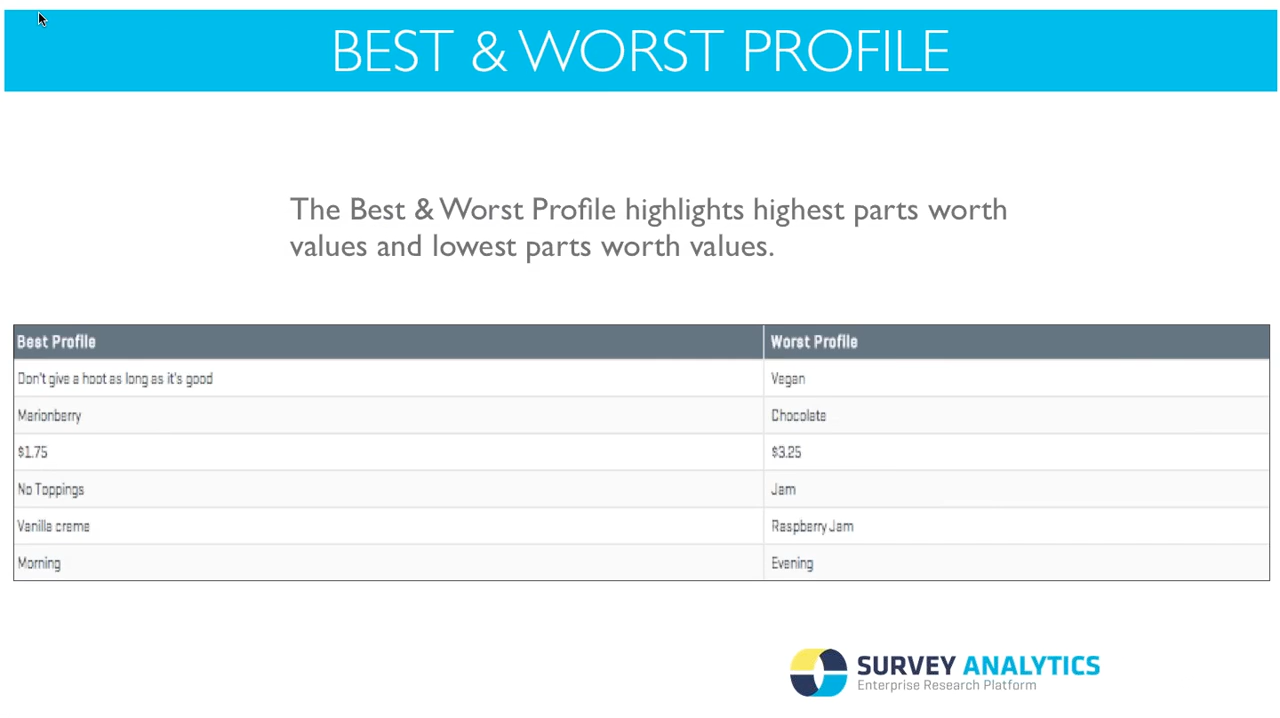 BEST & WORST PROFILE
The Best & Worst Profile highlights highest parts worth
values and lowest parts worth values.
Best Profile Worst Profile
Don't give a hoot as long as it's good Vegan
Marionberry Chocolate
$1.75 $3.25
No Toppings Jam
Vanilla creme Raspberry Jam
Morning Evening
SURVEY ANALYTICS
Enterprise Research Platform